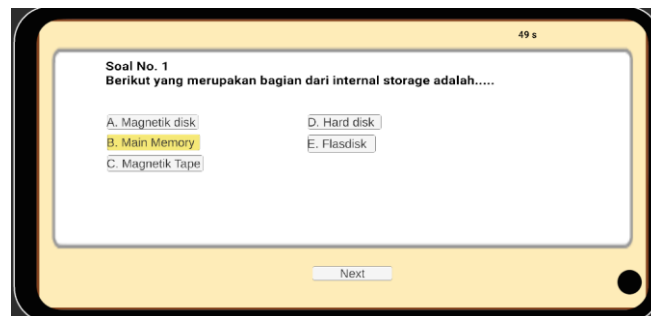 49 s
Soal No. 1
Berikut yang merupakan bagian dari internal storage adalah.....
A. Magnetik disk
B. Main Memory
C. Magnetik Tape
D. Hard disk
E. Flasdisk
Next